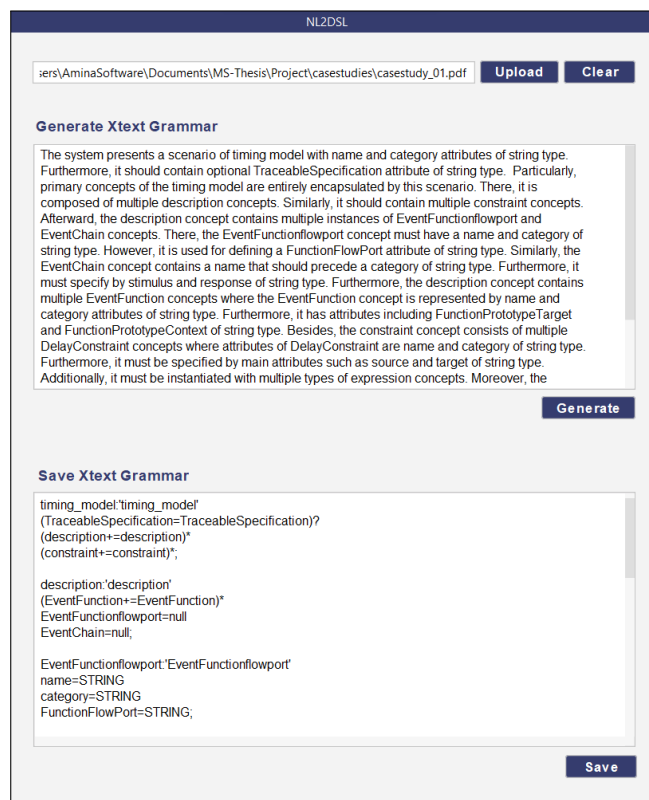 NL2DSL
:ers\AminaSoftware\Documents\MS-Thesis\Project\casestudies\casestudy_01.pdf Upload Clear
Generate Xtext Grammar
The system presents a scenario of timing model with name and category attributes of string type.
Furthermore, it should contain optional TraceableSpecification attribute of string type. Particularly,
primary concepts of the timing model are entirely encapsulated by this scenario. There, it is
composed of multiple description concepts. Similarly, it should contain multiple constraint concepts.
Afterward, the description concept contains multiple instances of EventFunctionflowport and
EventChain concepts. There, the EventFunctionflowport concept must have a name and category of
string type. However, it is used for defining a FunctionFlowPort attribute of string type. Similarly, the
EventChain concept contains a name that should precede a category of string type. Furthermore, it
must specify by stimulus and response of string type. Furthermore, the description concept contains
multiple EventFunction concepts where the EventFunction concept is represented by name and
category attributes of string type. Furthermore, it has attributes including FunctionPrototypeTarget
and FunctionPrototypeContext of string type. Besides, the constraint concept consists of multiple
DelayConstraint concepts where attributes of DelayConstraint are name and category of string type.
Furthermore, it must be specified by main attributes such as source and target of string type.
Additionally, it must be instantiated with multiple types of expression concepts. Moreover, the
Generate
Save Xtext Grammar
timing_model:'timing_model'
(TraceableSpecification=TraceableSpecification)?
(description+=description)*
(constraint+=constraint)*;
description:'description'
(EventFunction+=EventFunction)*
EventFunctionflowport=null
EventChain=null;
EventFunctionflowport:'EventFunctionflowport'
name=STRING
category=STRING
FunctionFlowPort=STRING;
Save